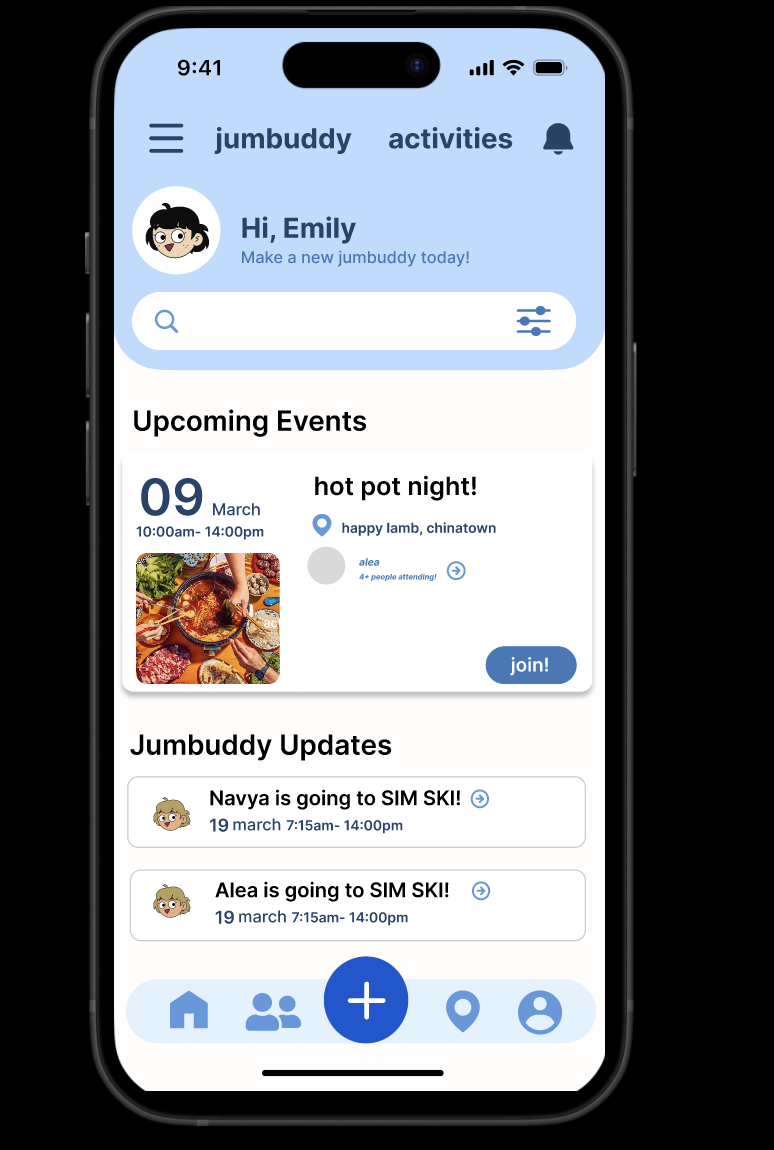 9:41
jumbuddy activities
Hi, Emily
Make a new jumbuddy today!
Upcoming Events
09 March
10:00am- 14:00pm
hot pot night!
happy lamb, chinatown
alea
4+ people attending!
join!
Jumbuddy Updates
Navya is going to SIM SKI!
19 march 7:15am- 14:00pm
Alea is going to SIM SKI!
19 march 7:15am- 14:00pm